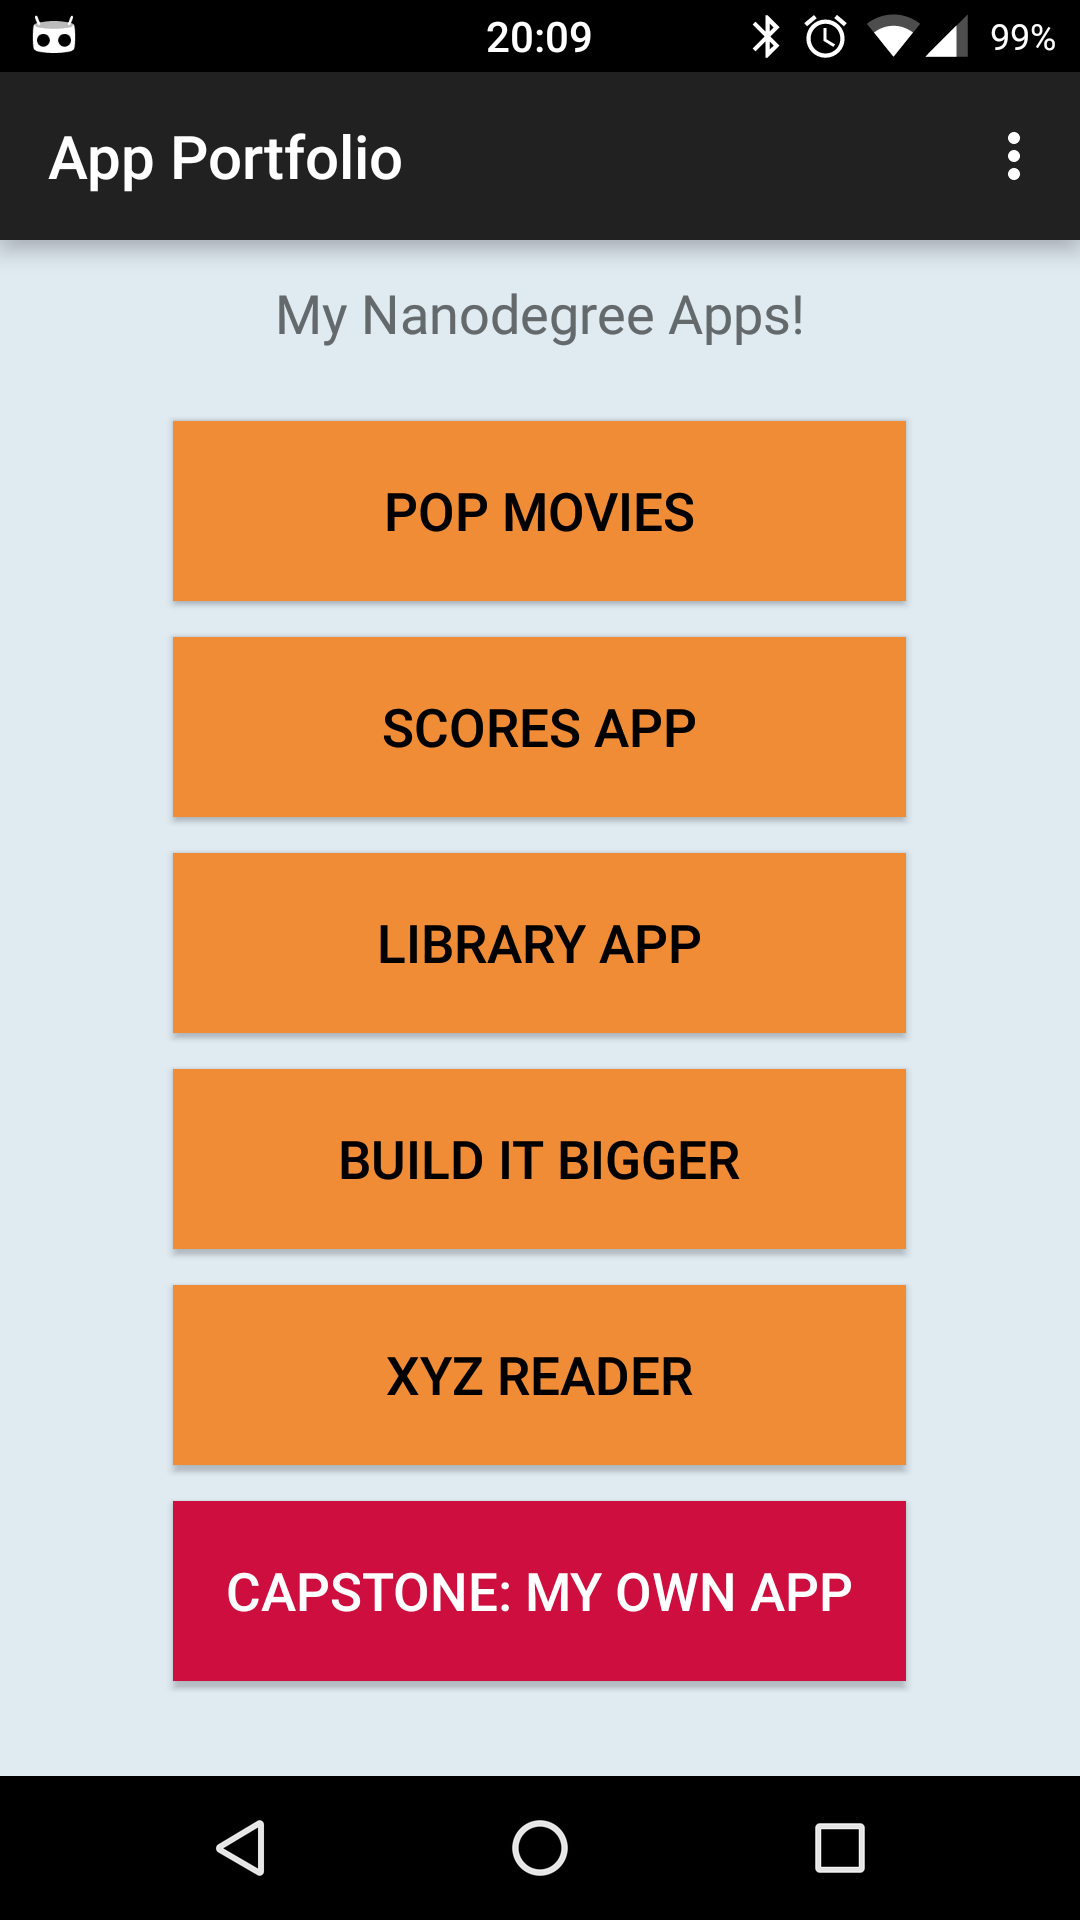 20:09 99%
App Portfolio
My Nanodegree Apps!
POP MOVIES
SCORES APP
LIBRARY APP
BUILD IT BIGGER
XYZ READER
CAPSTONE: MY OWN APP